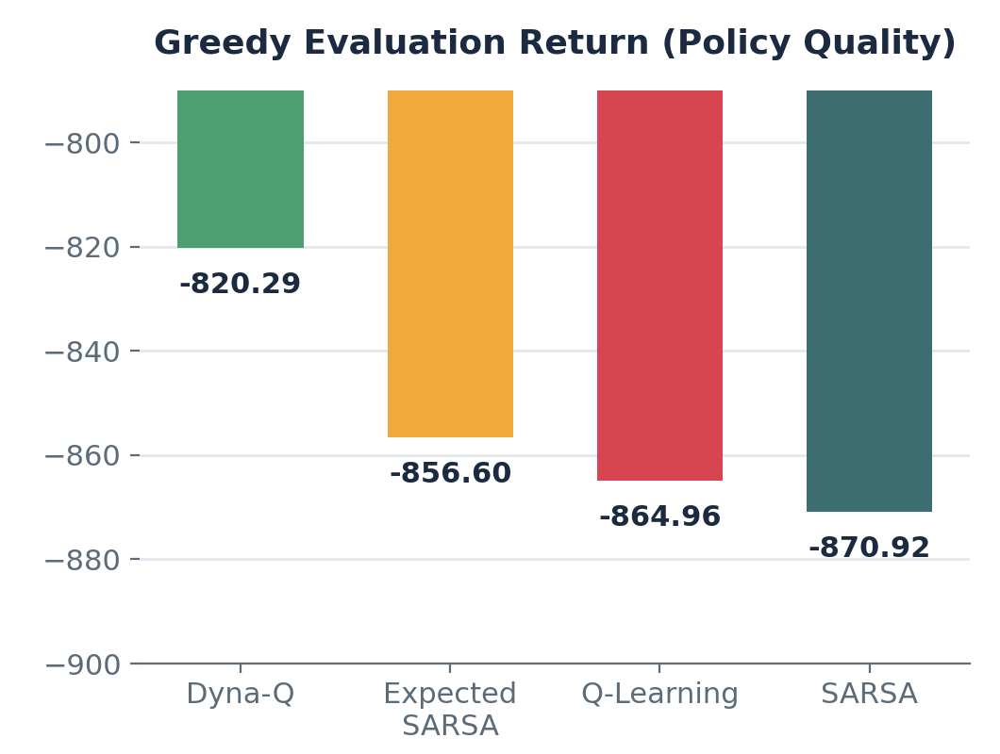 Greedy Evaluation Return (Policy Quality)
−800
−820
−840
−860
−880
−900
-820.29
-856.60
-864.96
-870.92
Dyna-Q
Expected
SARSA
Q-Learning
SARSA